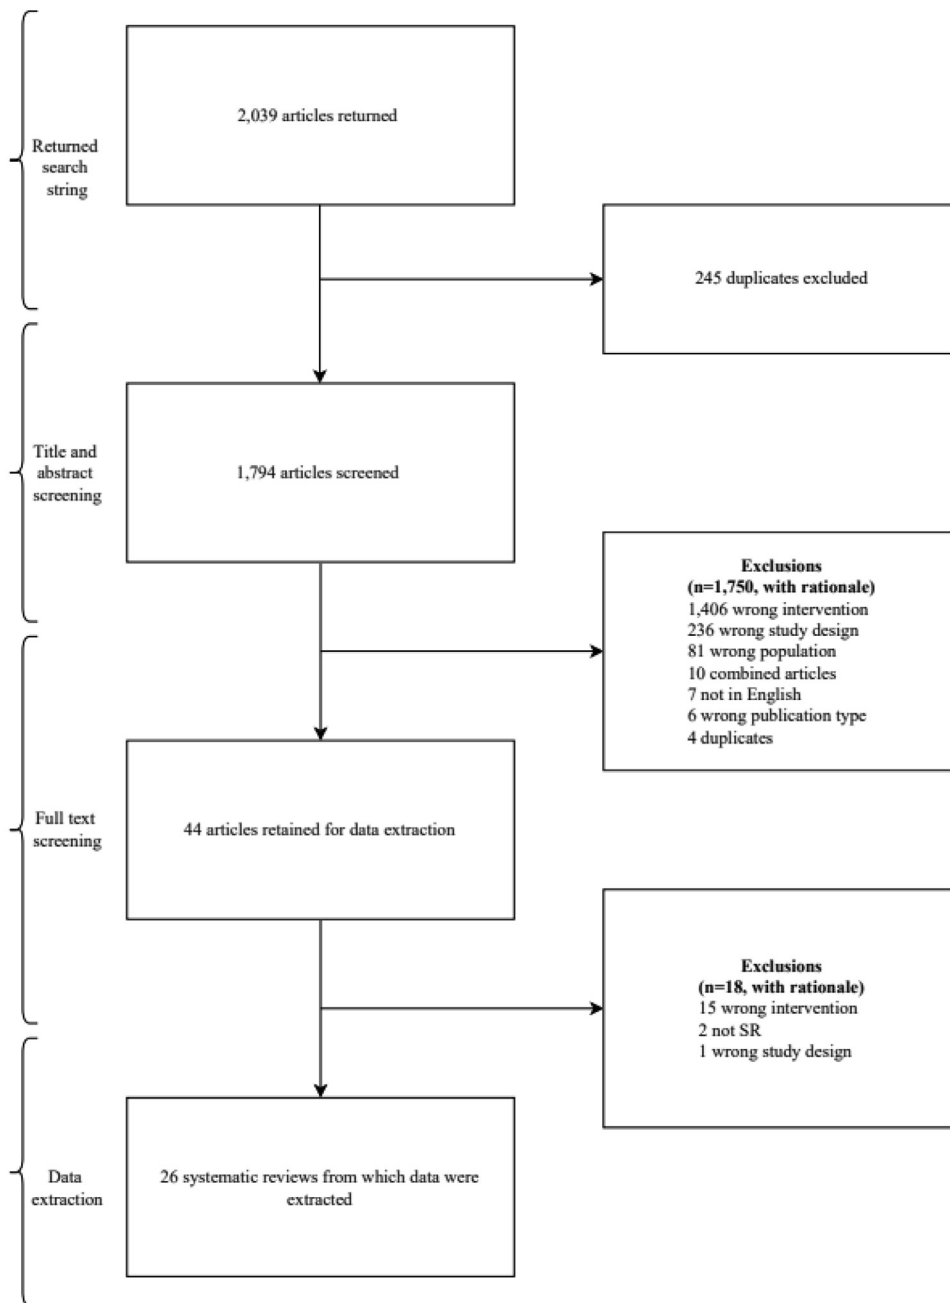 2,039 articles returned
Returned
search
string
245 duplicates excluded
Title and
abstract
screening
1,794 articles screened
Exclusions
(n=1,750, with rationale)
1,406 wrong intervention
236 wrong study design
81 wrong population
10 combined articles
7 not in English
6 wrong publication type
4 duplicates
Full text
screening
44 articles retained for data extraction
Exclusions
(n=18, with rationale)
15 wrong intervention
2 not SR
1 wrong study design
Data
extraction
26 systematic reviews from which data were
extracted